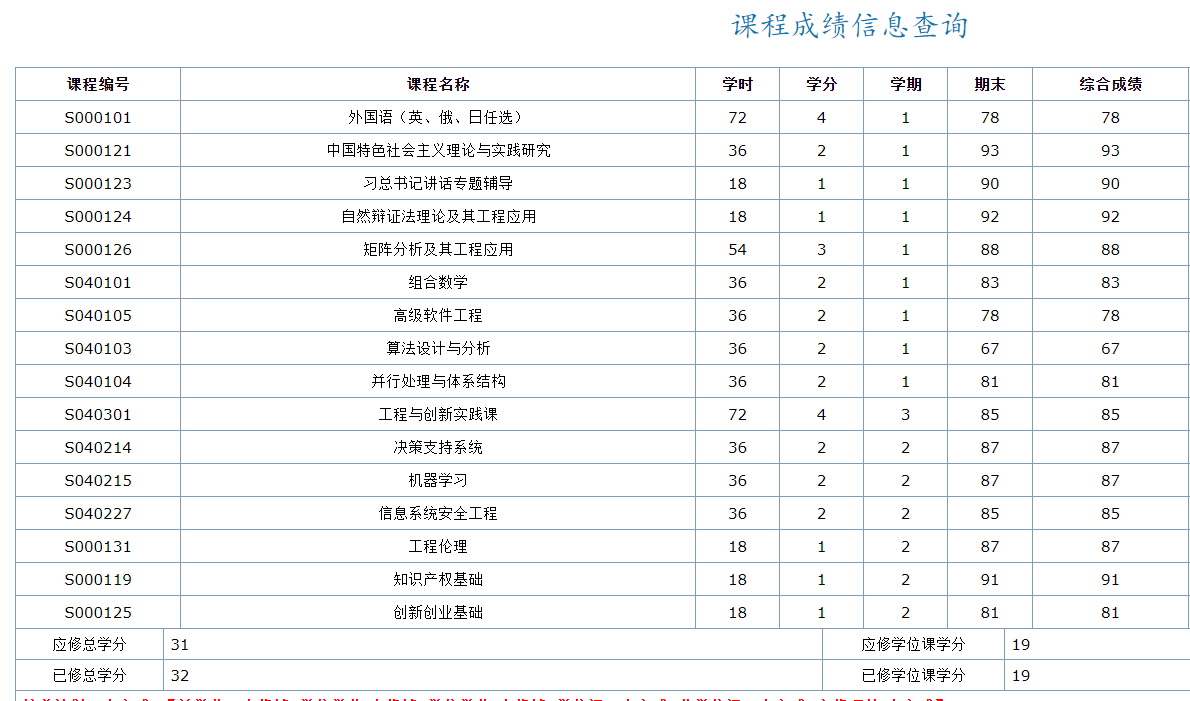 课程成绩信息查询
课程编号 课程名称 学时 学分 学期 期末 综合成绩
S000101 外国语（英、俄、日任选） 72 4 1 78 78
S000121 中国特色社会主义理论与实践研究 36 2 1 93 93
S000123 习总书记讲话专题辅导 18 1 1 90 90
S000124 自然辩证法理论及其工程应用 18 1 1 92 92
S000126 矩阵分析及其工程应用 54 3 1 88 88
S040101 组合数学 36 2 1 83 83
S040105 高级软件工程 36 2 1 78 78
S040103 算法设计与分析 36 2 1 67 67
S040104 并行处理与体系结构 36 2 1 81 81
S040301 工程与创新实践课 72 4 3 85 85
S040214 决策支持系统 36 2 2 87 87
S040215 机器学习 36 2 2 87 87
S040227 信息系统安全工程 36 2 2 85 85
S000131 工程伦理 18 1 2 87 87
S000119 知识产权基础 18 1 2 91 91
S000125 创新创业基础 18 1 2 81 81
应修总学分 31 应修学位课学分 19
已修总学分 32 已修学位课学分 19